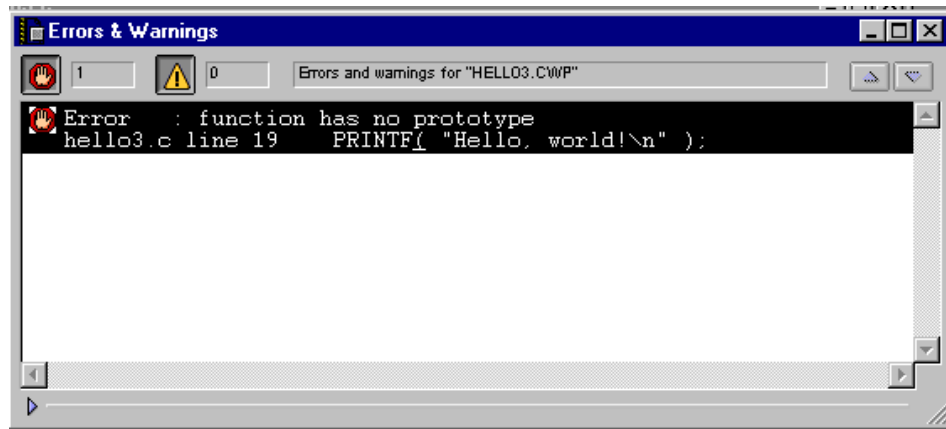 Errors & Warnings
1 0 Errors and warnings for "HELLO3.CWP"
Error : function has no prototype
hello3.c line 19 PRINTF( "Hello, world!\n" );